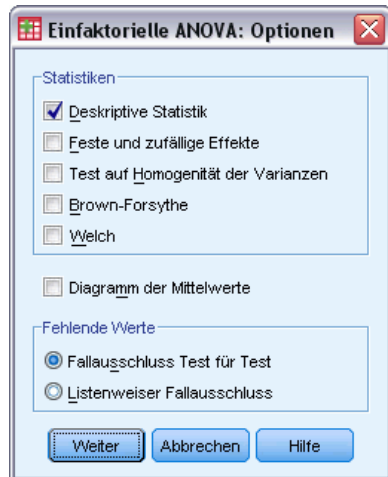 Einfaktorielle ANOVA: Optionen
Statistiken
Deskriptive Statistik
Feste und zufällige Effekte
Test auf Homogenität der Varianzen
Brown-Forsythe
Welch
Diagramm der Mittelwerte
Fehlende Werte
Fallausschluss Test für Test
Listenweiser Fallausschluss
Weiter Abbrechen Hilfe